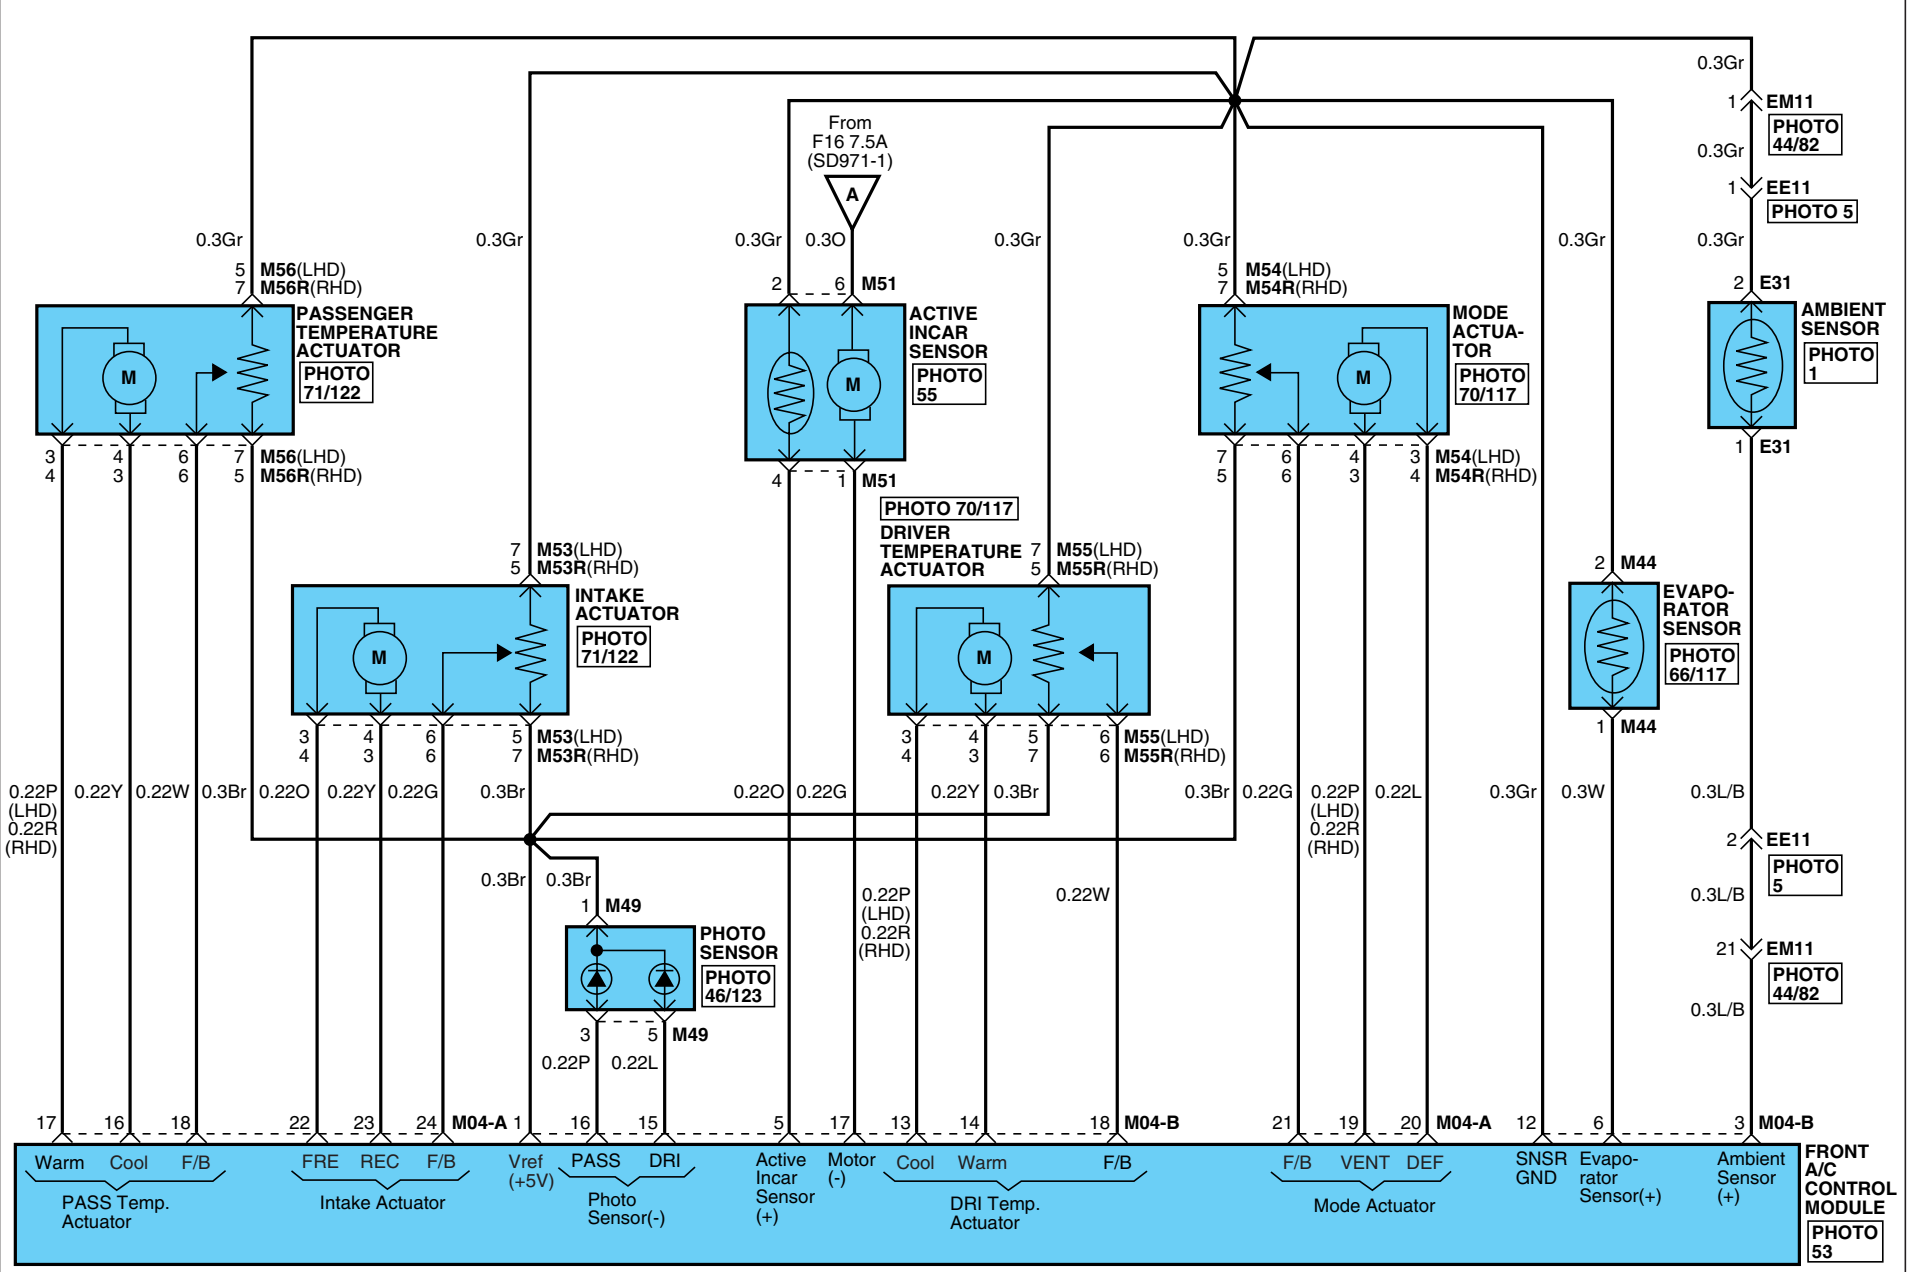 0.3Gr
1 EM11
PHOTO
44/82
0.3Gr
1 EE11
PHOTO 5
From
F16 7.5A
(SD971-1)
A
0.3Gr
0.3Gr
0.3Gr
0.3O
0.3Gr
0.3Gr
0.3Gr
0.3Gr
5 M56(LHD)
7 M56R(RHD)
PASSENGER
TEMPERATURE
ACTUATOR
PHOTO
71/122
M
3 4 6 7 M56(LHD)
4 3 6 5 M56R(RHD)
2 6 M51
ACTIVE
INCAR
SENSOR
PHOTO
55
M
4 1 M51
5 M54(LHD)
7 M54R(RHD)
MODE
ACTUA-
TOR
PHOTO
70/117
M
7 6 4 3 M54(LHD)
5 6 3 4 M54R(RHD)
2 E31
AMBIENT
SENSOR
PHOTO
1
1 E31
7 M53(LHD)
5 M53R(RHD)
INTAKE
ACTUATOR
PHOTO
71/122
M
3 4 6 5 M53(LHD)
4 3 6 7 M53R(RHD)
PHOTO 70/117
DRIVER
TEMPERATURE
ACTUATOR
7 M55(LHD)
5 M55R(RHD)
M
3 4 5 6 M55(LHD)
4 3 7 6 M55R(RHD)
2 M44
EVAPO-
RATOR
SENSOR
PHOTO
66/117
1 M44
0.22P
(LHD)
0.22R
(RHD)
0.22Y
0.22W
0.3Br
0.22O
0.22Y
0.22G
0.3Br
0.22O
0.22G
0.22Y
0.3Br
0.3Br
0.22G
0.22P
(LHD)
0.22R
(RHD)
0.22L
0.3Gr
0.3W
0.3L/B
2 EE11
PHOTO
5
0.3L/B
21 EM11
PHOTO
44/82
0.3L/B
0.3Br
0.3Br
1 M49
PHOTO
SENSOR
PHOTO
46/123
3 5 M49
0.22P
0.22L
0.22P
(LHD)
0.22R
(RHD)
0.22W
17 16 18 22 23 24 M04-A 1 16 15 5 17 13 14 18 M04-B 21 19 20 M04-A 12 6 3 M04-B
Warm Cool F/B
PASS Temp.
Actuator
FRE REC F/B
Intake Actuator
Vref
(+5V)
PASS DRI
Photo
Sensor(-)
Active
Incar
Sensor
(+)
Motor
(-)
Cool Warm F/B
DRI Temp.
Actuator
F/B VENT DEF
Mode Actuator
SNSR
GND
Evapo-
rator
Sensor(+)
Ambient
Sensor
(+)
FRONT
A/C
CONTROL
MODULE
PHOTO
53